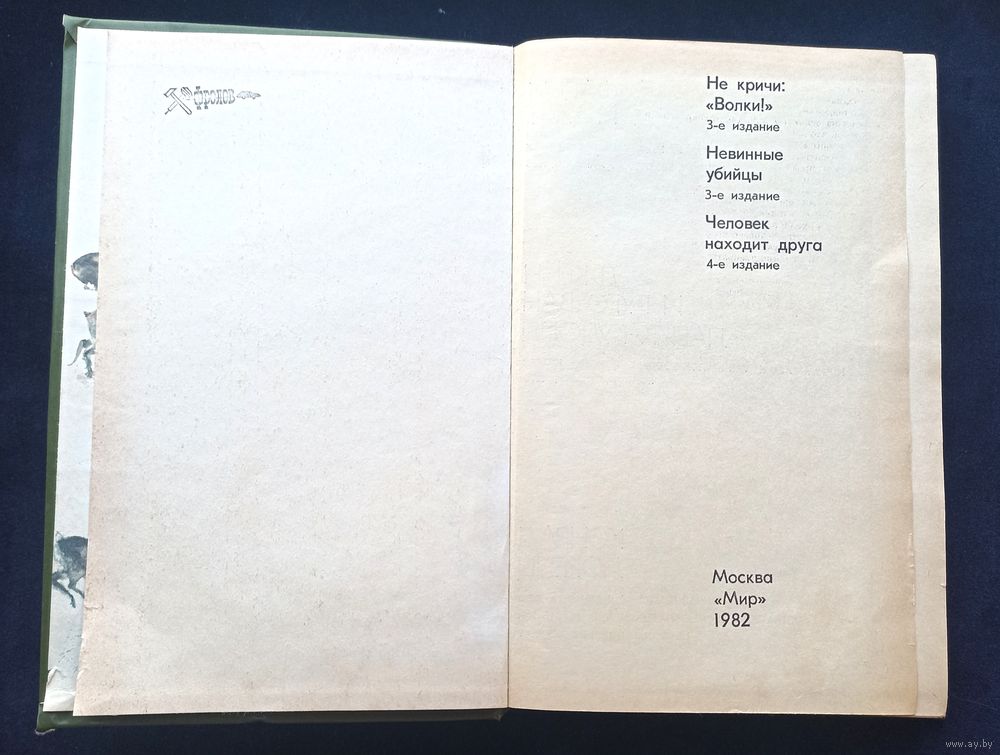 Фролов
Не кричи:
«Волки!»
3-е издание
Невинные
убийцы
3-е издание
Человек
находит друга
4-е издание
Москва
«Мир»
1982
www.ay.by